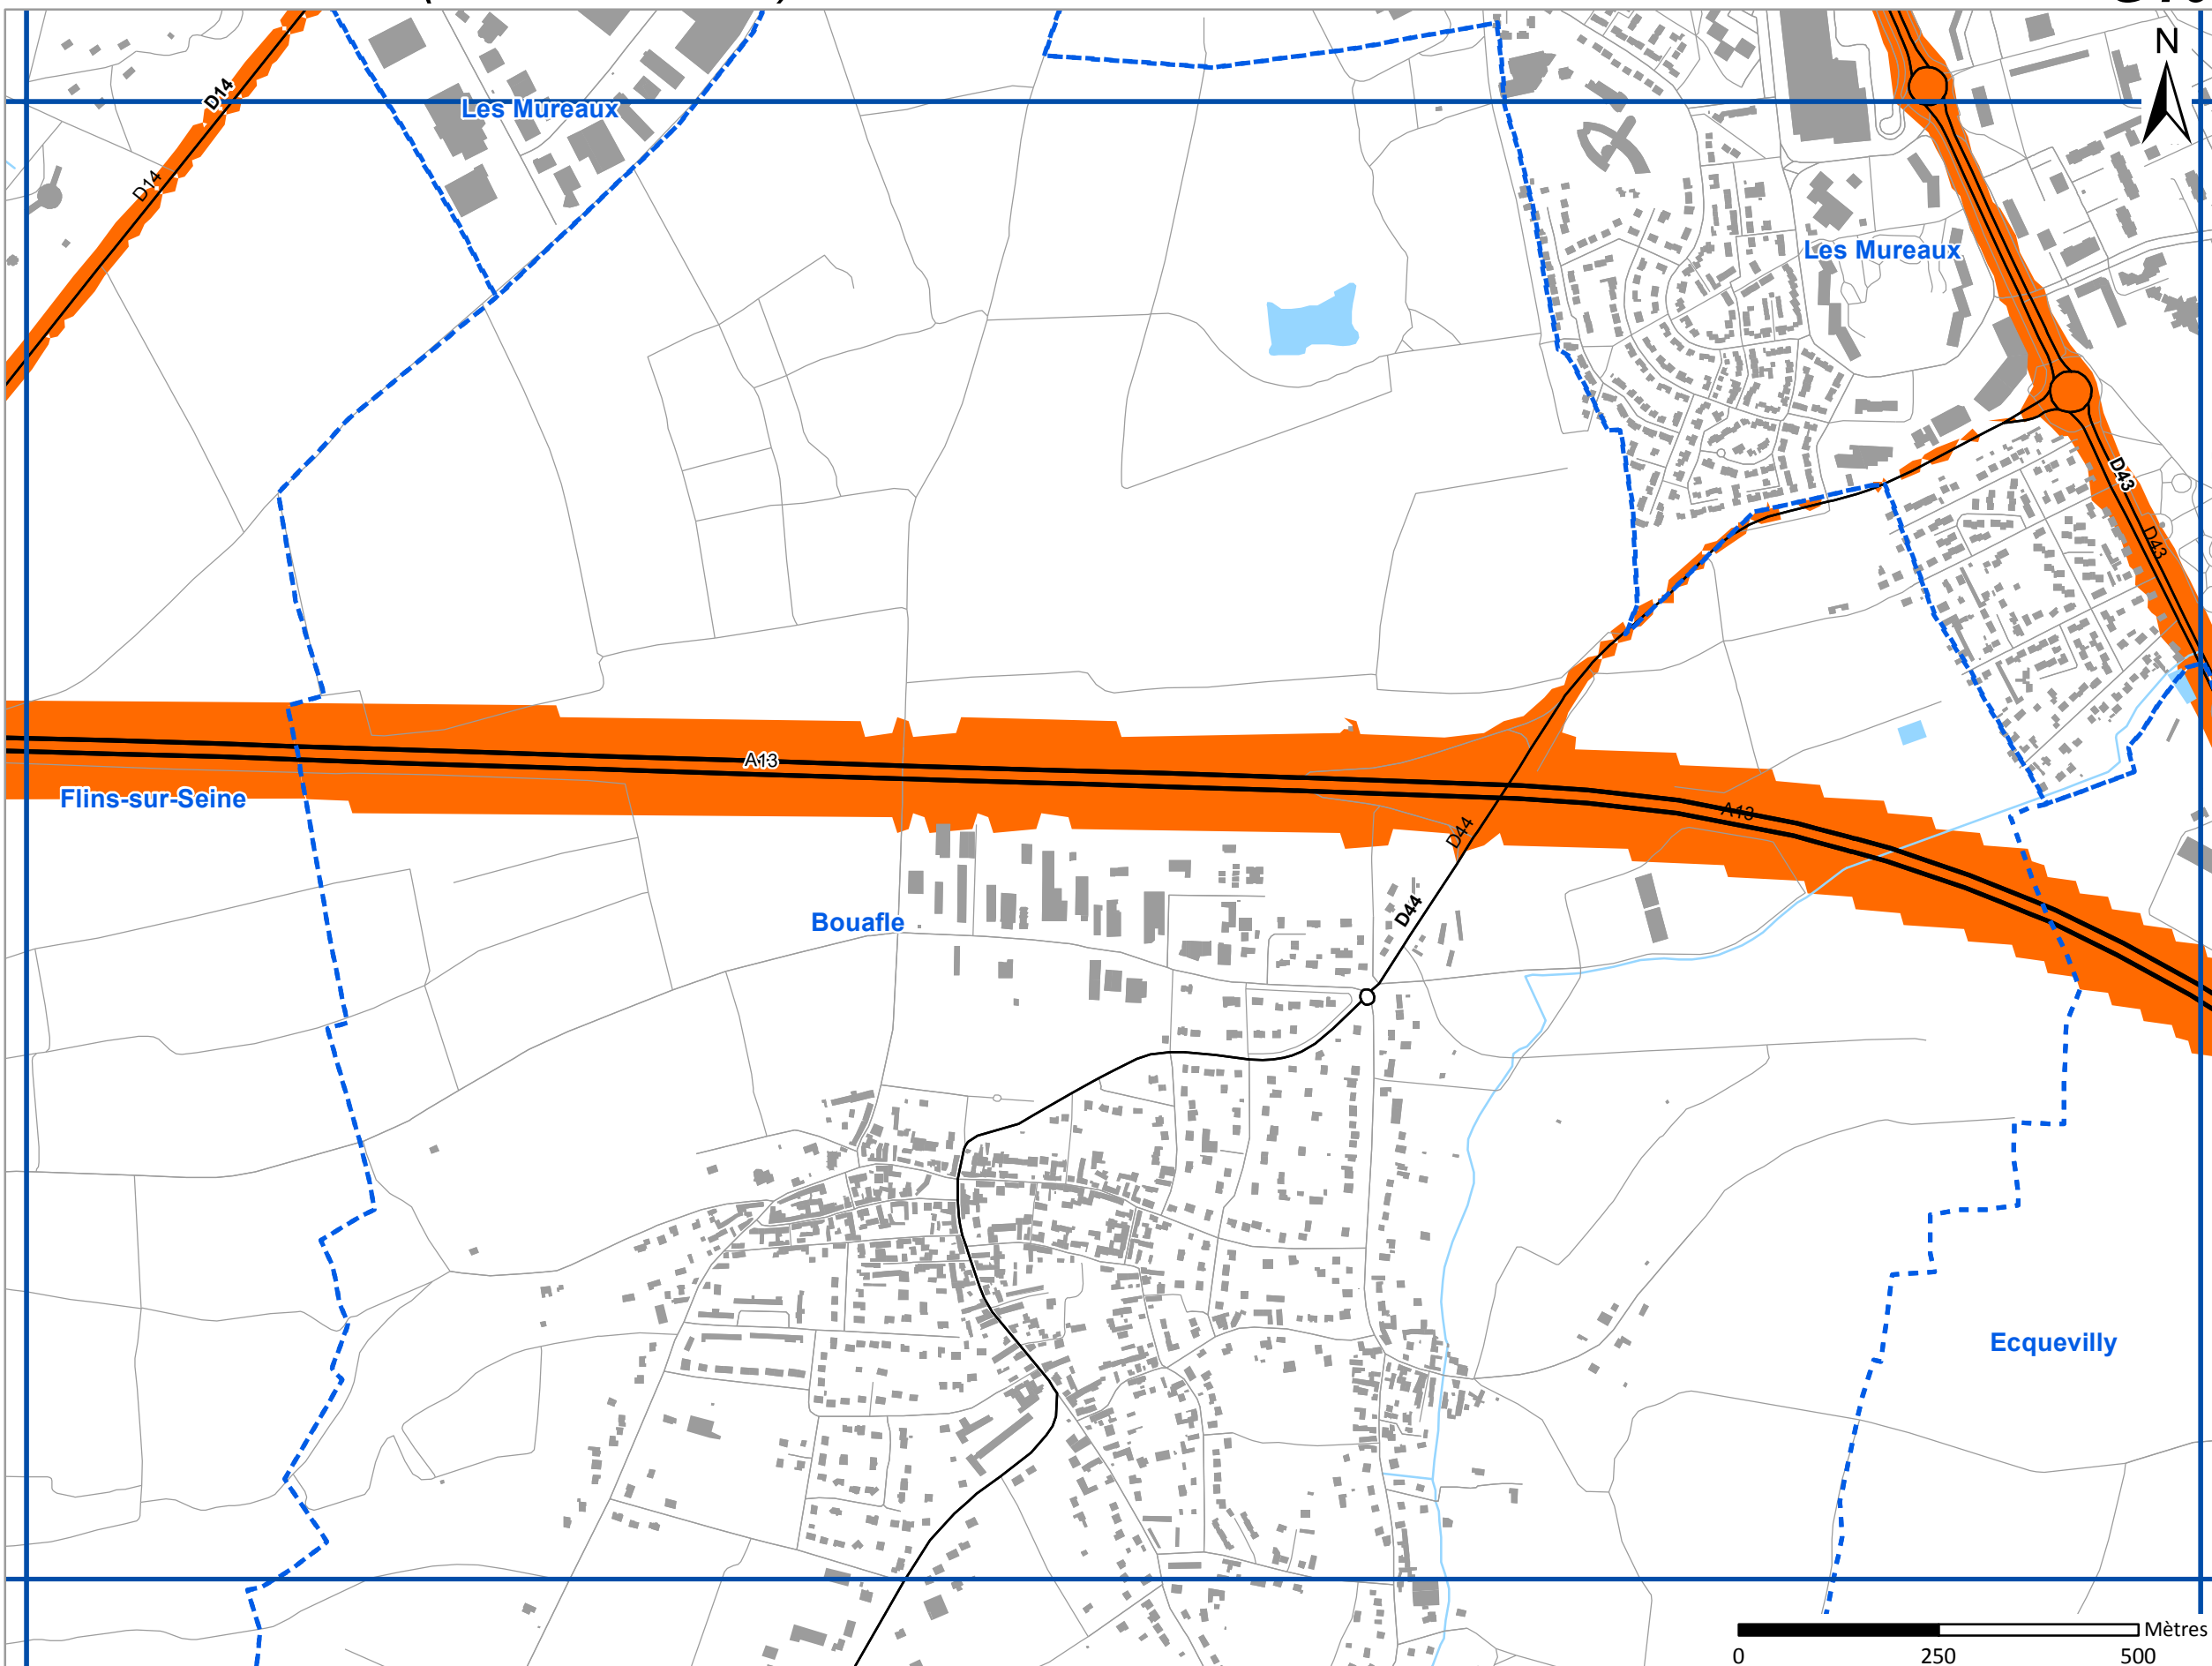 N
D14
Les Mureaux
D14
Les Mureaux
D43
D43
A13
Flins-sur-Seine
A13
D44
D44
Bouafle
Ecquevilly
Mètres
0 250 500